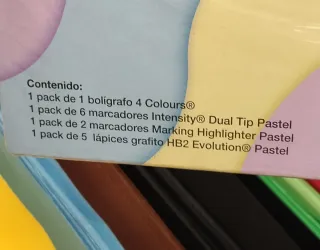 Contenido:
1 pack de 1 bolígrafo 4 Colours®
1 pack de 6 marcadores Intensity® Dual Tip Pastel
1 pack de 2 marcadores Marking Highlighter Pastel
1 pack de 5 lápices grafito HB2 Evolution® Pastel